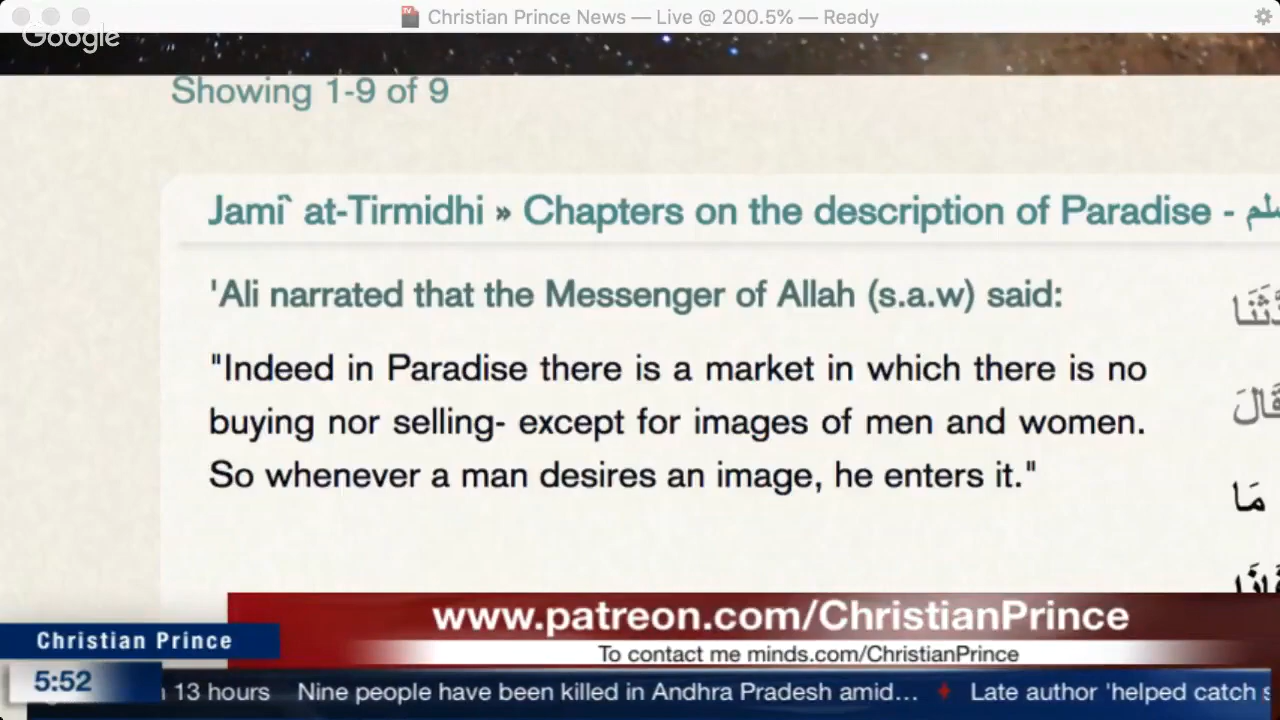 Christian Prince News — Live @ 200.5% — Ready
Google
Showing 1-9 of 9
Jami` at-Tirmidhi » Chapters on the description of Paradise -
'Ali narrated that the Messenger of Allah (s.a.w) said:
"Indeed in Paradise there is a market in which there is no
buying nor selling- except for images of men and women.
So whenever a man desires an image, he enters it."
قَالَ
مَا
www.patreon.com/ChristianPrince
Christian Prince
To contact me minds.com/ChristianPrince
5:52
13 hours Nine people have been killed in Andhra Pradesh amid... Late author 'helped catch